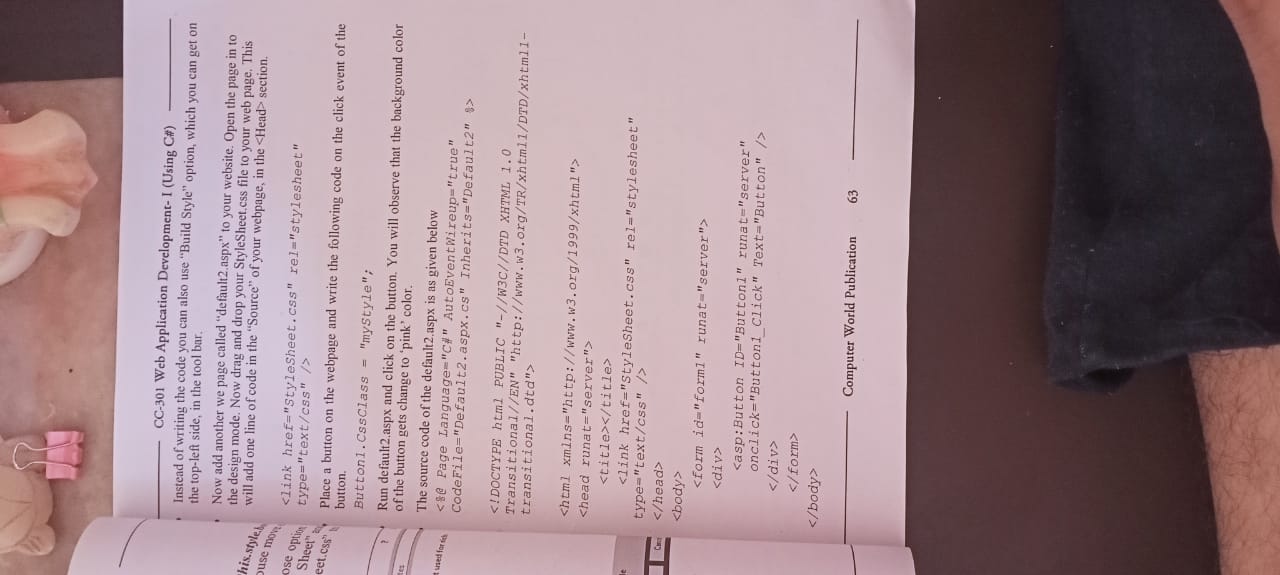 CC-301 Web Application Development- I (Using C#)
Instead of writing the code you can also use "Build Style" option, which you can get on
the top-left side, in the tool bar.
Now add another we page called "default2.aspx" to your website. Open the page in to
the design mode. Now drag and drop your StyleSheet.css file to your web page. This
will add one line of code in the "Source" of your webpage, in the <Head> section.
<link href="StyleSheet.css" rel="stylesheet"
type="text/css" />
Place a button on the webpage and write the following code on the click event of the
button.
Button1.CssClass = "myStyle";
Run default2.aspx and click on the button. You will observe that the background color
of the button gets change to 'pink' color.
The source code of the default2.aspx is as given below
<%@ Page Language="C#" AutoEventWireup="true"
CodeFile="Default2.aspx.cs" Inherits="Default2" %>
<!DOCTYPE html PUBLIC "-//W3C//DTD XHTML 1.0
Transitional//EN" "http://www.w3.org/TR/xhtml1/DTD/xhtml1-
transitional.dtd">
<html xmlns="http://www.w3.org/1999/xhtml">
<head runat="server">
<title></title>
<link href="StyleSheet.css" rel="stylesheet"
type="text/css" />
</head>
<body>
<form id="form1" runat="server">
<div>
<asp:Button ID="Button1" runat="server"
onclick="Button1_Click" Text="Button" />
</div>
</form>
</body>
Computer World Publication 63
his.style.b
ouse mov
ose option
Sheet"
eet.css"
?
used for